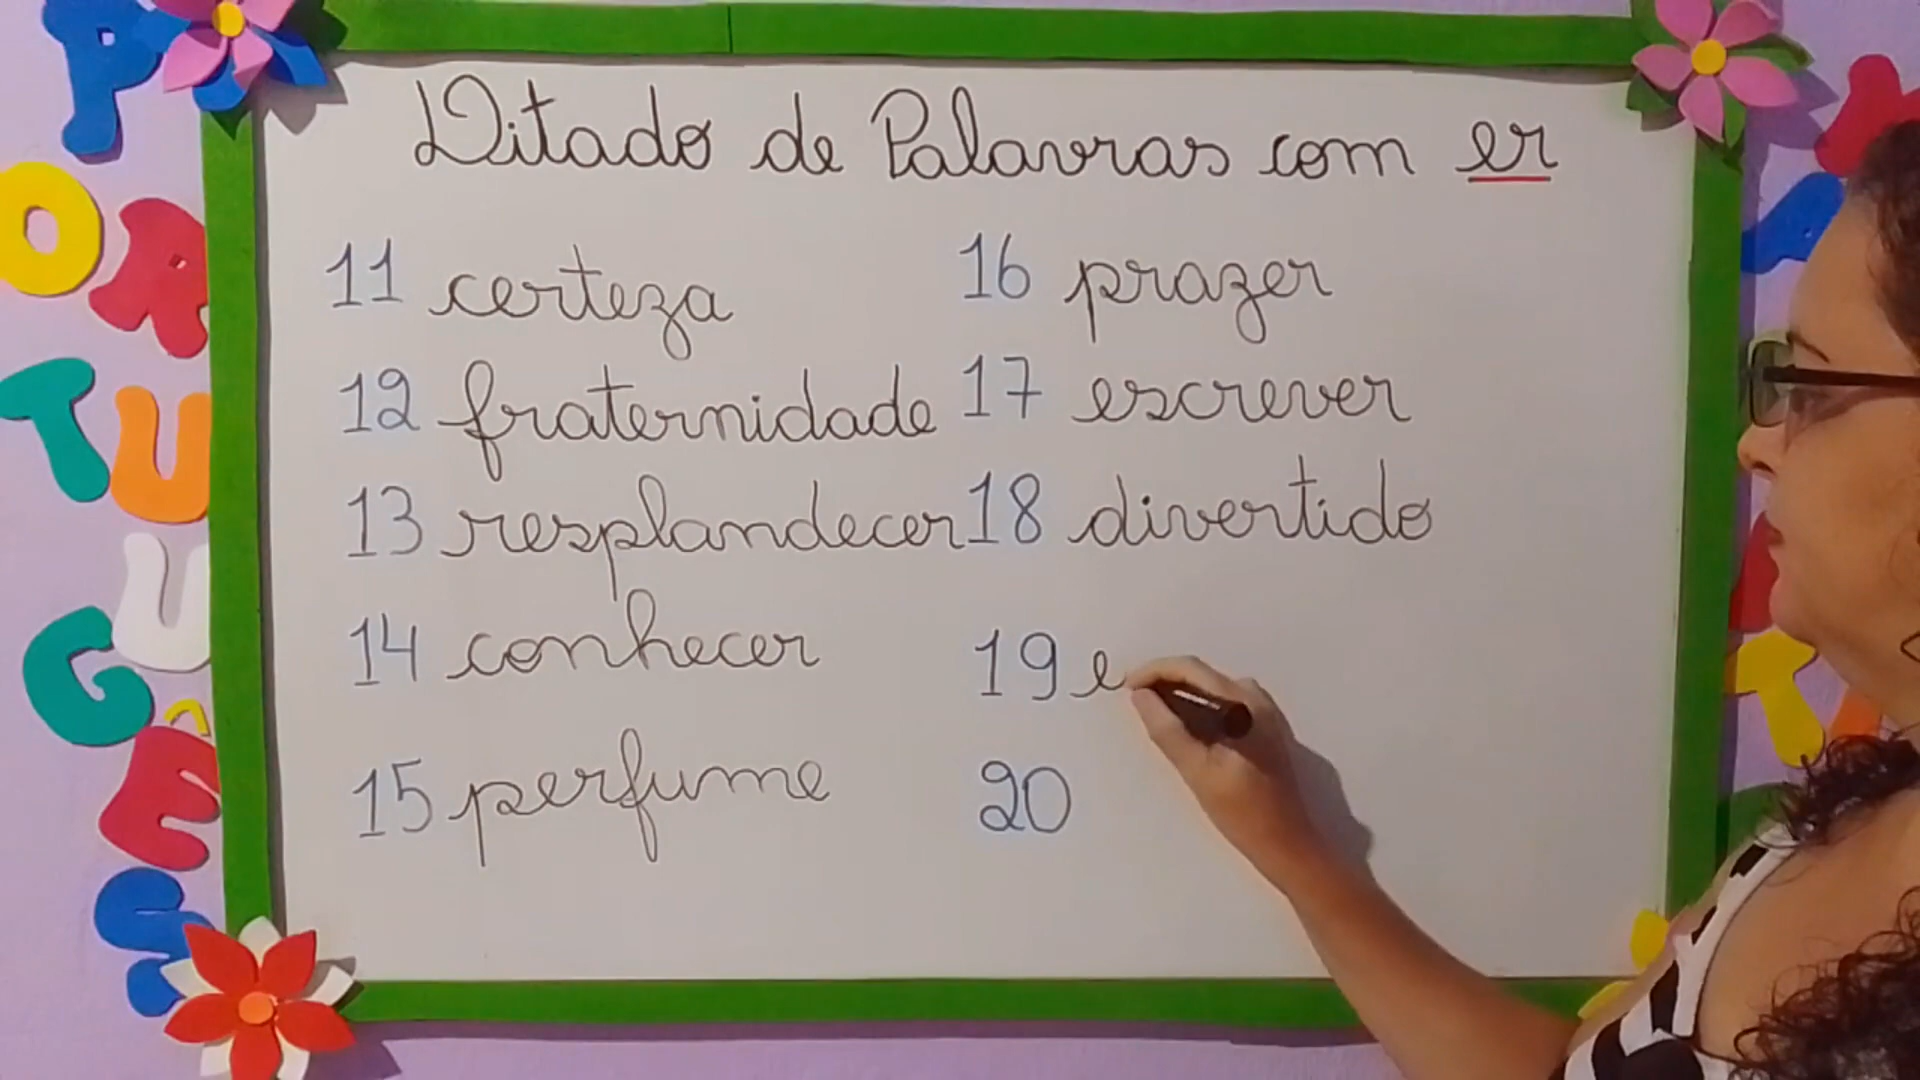 Ditado de Palavras com er
11 certeza
12 fraternidade
13 resplandecer
14 conhecer
15 perfume
16 prazer
17 escrever
18 divertido
19 e
20
PORTUGUÊS